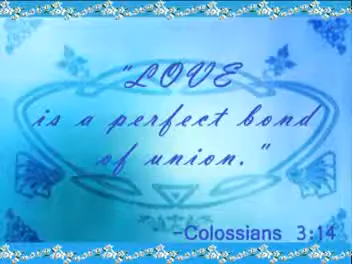 "LOVE
is a perfect bond
of union."
-Colossians 3:14